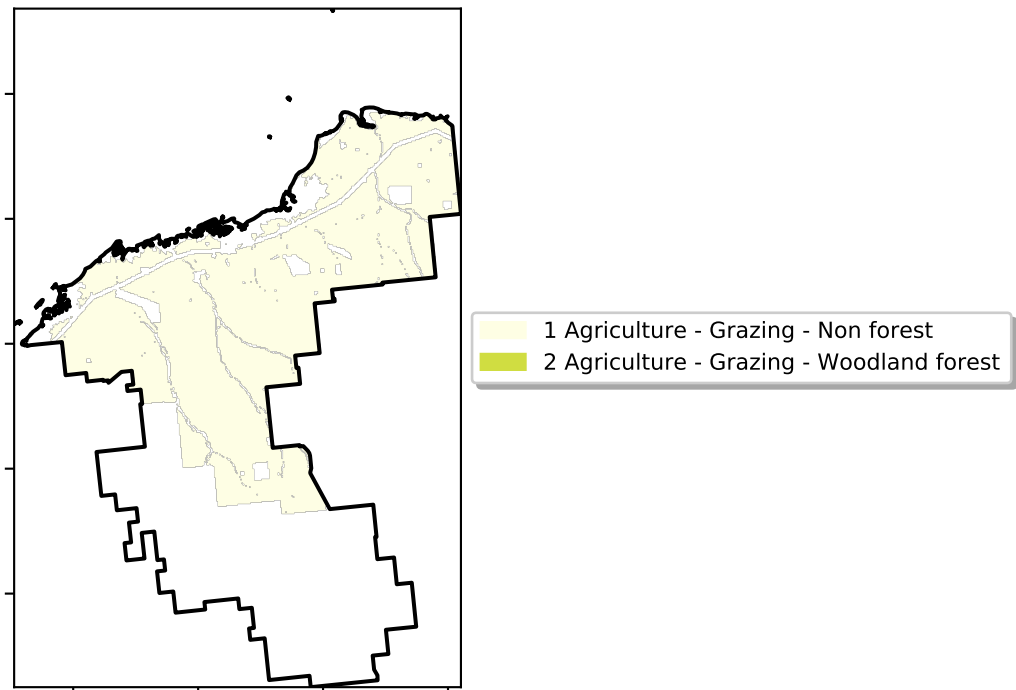 1 Agriculture - Grazing - Non forest
2 Agriculture - Grazing - Woodland forest